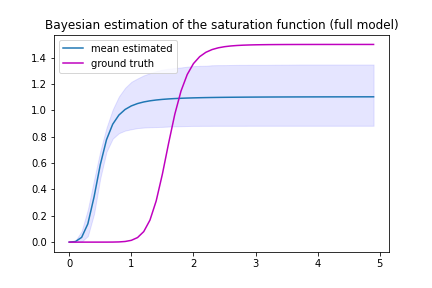 Bayesian estimation of the saturation function (full model)
mean estimated
ground truth
1.4
1.2
1.0
0.8
0.6
0.4
0.2
0.0
0 1 2 3 4 5